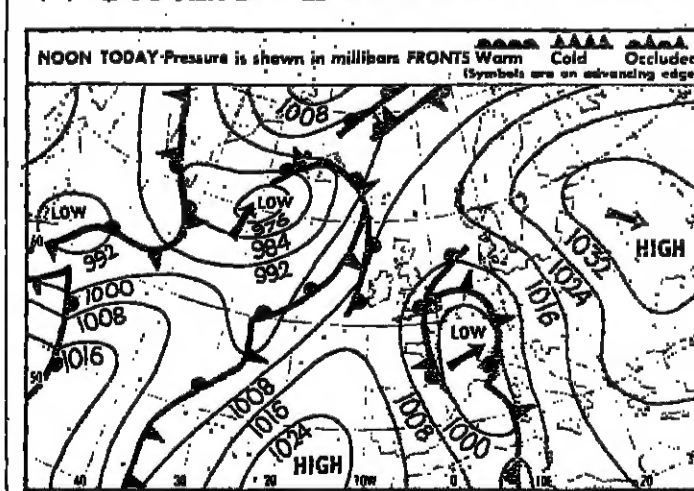 NOON TODAY-Pressure is shown in millibars FRONTS Warm Cold Occluded
(Symbols are on advancing edge
1008
LOW
LOW
976
984
992
992
60
1032
HIGH
1024
1016
1000
1008
1016
50
LOW
1008
1016
1024
HIGH
1008
1000
40
30
20
10W
0
10E
20